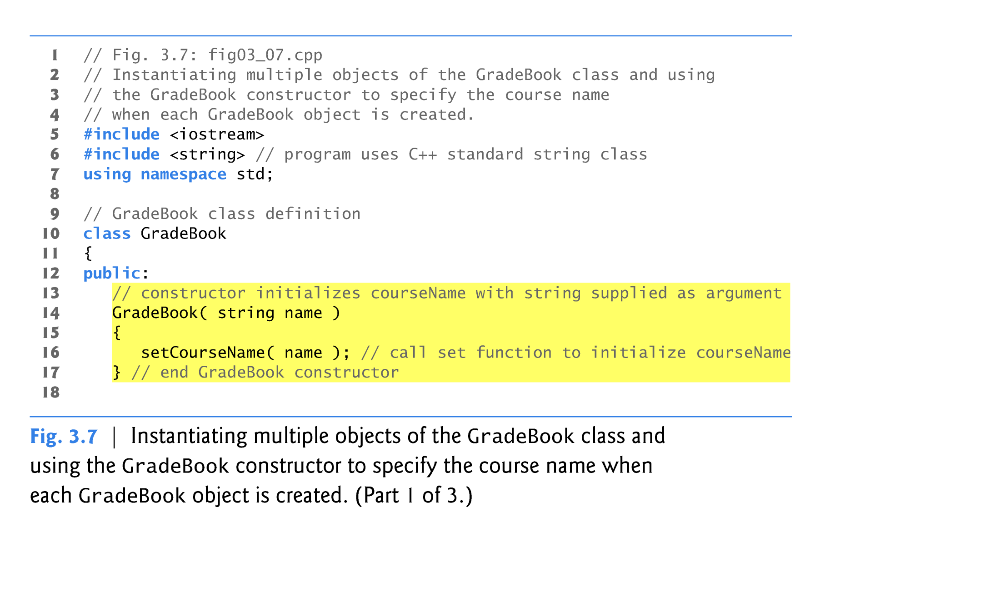 1 // Fig. 3.7: fig03_07.cpp
2 // Instantiating multiple objects of the GradeBook class and using
3 // the GradeBook constructor to specify the course name
4 // when each GradeBook object is created.
5 #include <iostream>
6 #include <string> // program uses C++ standard string class
7 using namespace std;
8
9 // GradeBook class definition
10 class GradeBook
11 {
12 public:
13    // constructor initializes courseName with string supplied as argument
14    GradeBook( string name )
15    {
16       setCourseName( name ); // call set function to initialize courseName
17    } // end GradeBook constructor
18
Fig. 3.7 | Instantiating multiple objects of the GradeBook class and
using the GradeBook constructor to specify the course name when
each GradeBook object is created. (Part 1 of 3.)